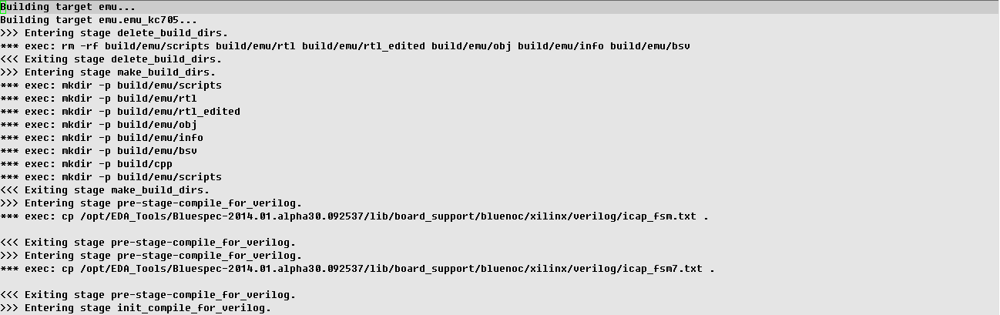 Building target emu...
Building target emu.emu_kc705...
>>> Entering stage delete_build_dirs.
*** exec: rm -rf build/emu/scripts build/emu/rtl build/emu/rtl_edited build/emu/obj build/emu/info build/emu/bsv
<<< Exiting stage delete_build_dirs.
>>> Entering stage make_build_dirs.
*** exec: mkdir -p build/emu/scripts
*** exec: mkdir -p build/emu/rtl
*** exec: mkdir -p build/emu/rtl_edited
*** exec: mkdir -p build/emu/obj
*** exec: mkdir -p build/emu/info
*** exec: mkdir -p build/emu/bsv
*** exec: mkdir -p build/cpp
*** exec: mkdir -p build/emu/scripts
<<< Exiting stage make_build_dirs.
>>> Entering stage pre-stage-compile_for_verilog.
*** exec: cp /opt/EDA_Tools/Bluespec-2014.01.alpha30.092537/lib/board_support/bluenoc/xilinx/verilog/icap_fsm.txt .
<<< Exiting stage pre-stage-compile_for_verilog.
>>> Entering stage pre-stage-compile_for_verilog.
*** exec: cp /opt/EDA_Tools/Bluespec-2014.01.alpha30.092537/lib/board_support/bluenoc/xilinx/verilog/icap_fsm7.txt .
<<< Exiting stage pre-stage-compile_for_verilog.
>>> Entering stage init_compile_for_verilog.